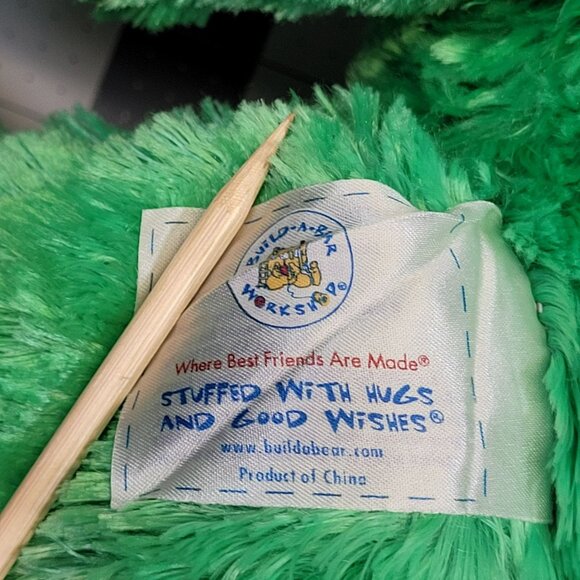 BUILD-A-BEAR
WORKSHOP®
Where Best Friends Are Made®
STUFFED WITH HUGS
AND GOOD WISHES®
www.buildabear.com
Product of China